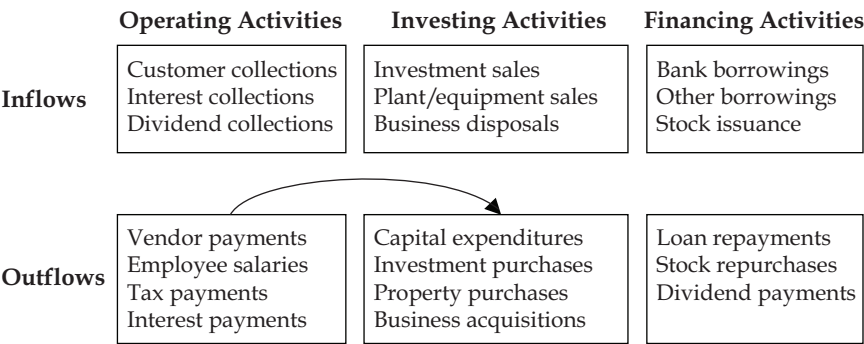 Operating Activities Investing Activities Financing Activities
Inflows
Customer collections
Interest collections
Dividend collections
Investment sales
Plant/equipment sales
Business disposals
Bank borrowings
Other borrowings
Stock issuance
Outflows
Vendor payments
Employee salaries
Tax payments
Interest payments
Capital expenditures
Investment purchases
Property purchases
Business acquisitions
Loan repayments
Stock repurchases
Dividend payments